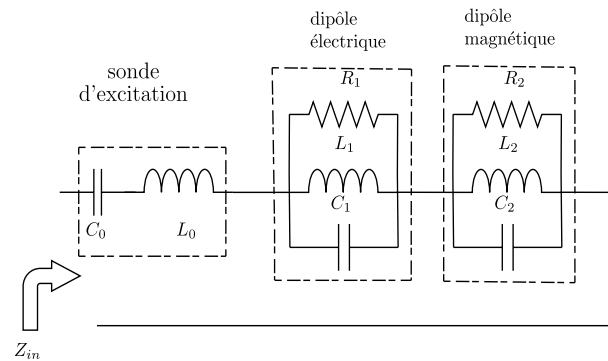 dipôle
électrique
dipôle
magnétique
sonde
d'excitation
R₁
R₂
L₁
L₂
C₁
C₂
C₀
L₀
Zᵢₙ